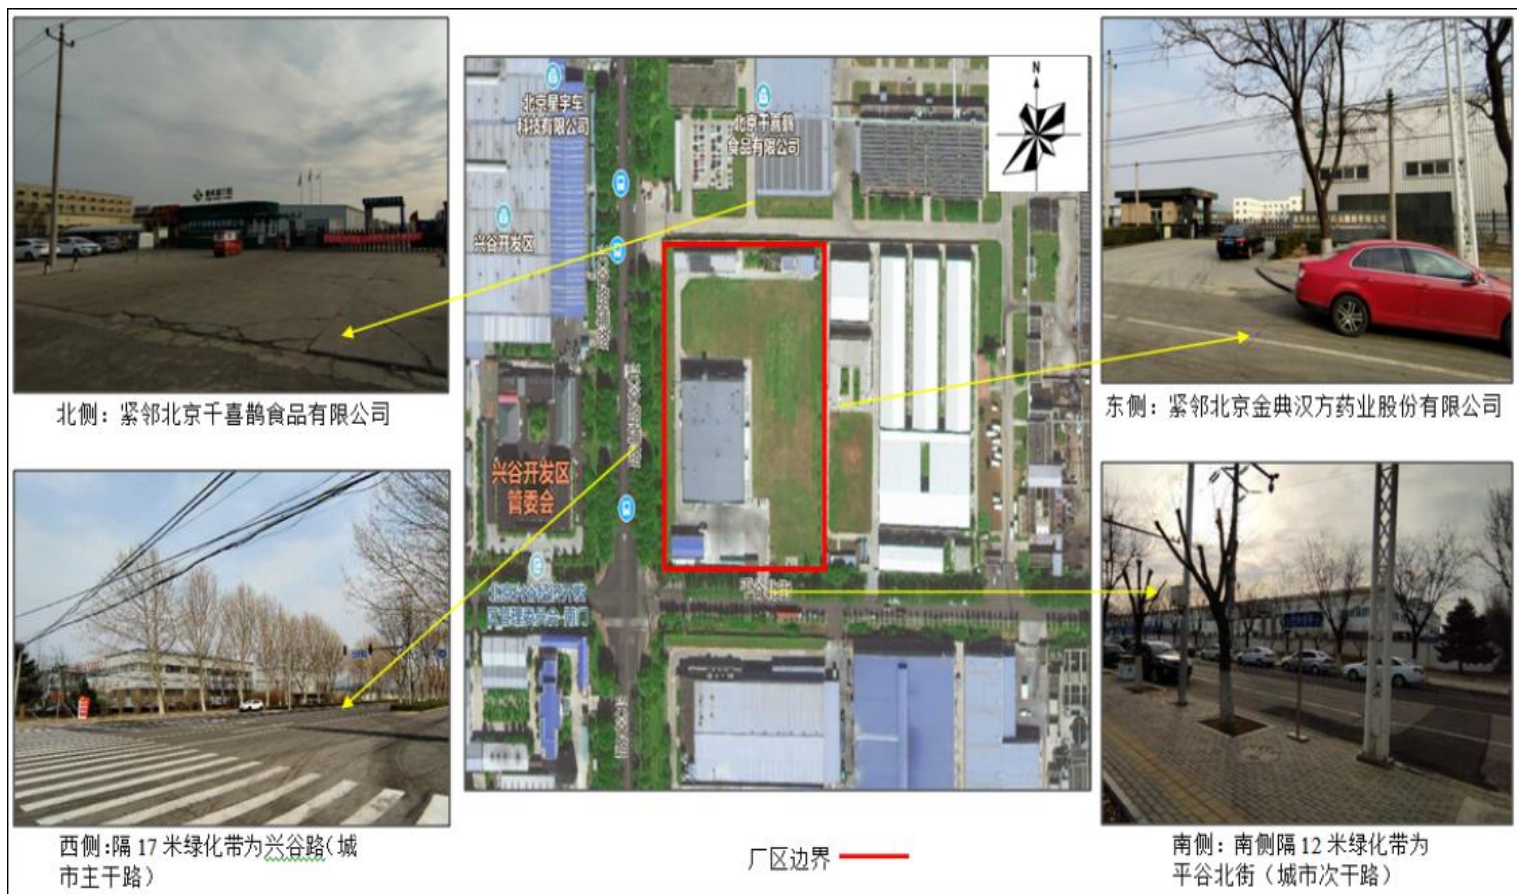 北京星宇车
科技有限公司
北京千喜鹊
食品有限公司
N
兴谷开发区
兴谷开发区
管委会
平谷北街
北侧：紧邻北京千喜鹊食品有限公司
东侧：紧邻北京金典汉方药业股份有限公司
西侧:隔 17 米绿化带为兴谷路（城
市主干路）
厂区边界
南侧：南侧隔 12 米绿化带为
平谷北街（城市次干路）